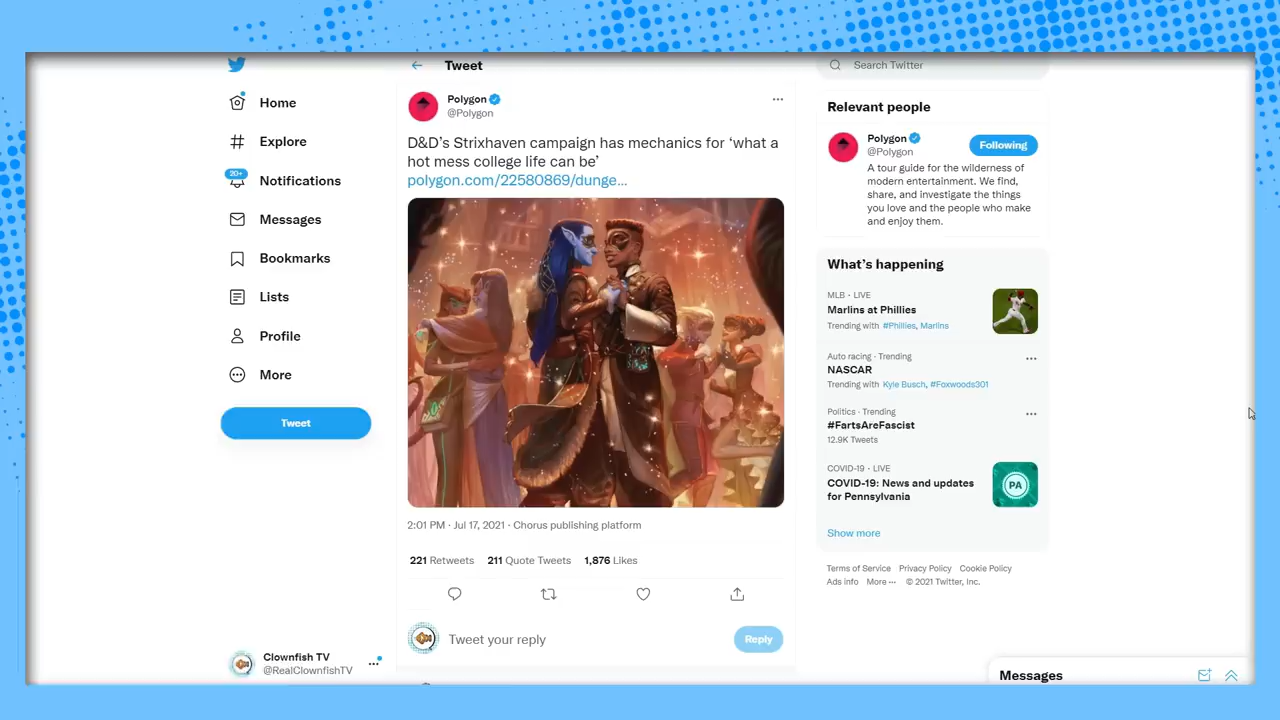 Home
Explore
20+
Notifications
Messages
Bookmarks
Lists
Profile
More
Tweet
Clownfish TV
@RealClownfishTV
Tweet
Polygon
@Polygon
D&D's Strixhaven campaign has mechanics for ‘what a
hot mess college life can be’
polygon.com/22580869/dunge...
2:01 PM · Jul 17, 2021 · Chorus publishing platform
221 Retweets 211 Quote Tweets 1,876 Likes
Tweet your reply
Reply
Search Twitter
Relevant people
Polygon
@Polygon
Following
A tour guide for the wilderness of
modern entertainment. We find,
share, and investigate the things
you love and the people who make
and enjoy them.
What's happening
MLB · LIVE
Marlins at Phillies
Trending with #Phillies, Marlins
Auto racing · Trending
NASCAR
Trending with Kyle Busch, #Foxwoods301
Politics · Trending
#FartsAreFascist
12.9K Tweets
COVID-19 · LIVE
COVID-19: News and updates
for Pennsylvania
PA
Show more
Terms of Service Privacy Policy Cookie Policy
Ads info More ··· © 2021 Twitter, Inc.
Messages